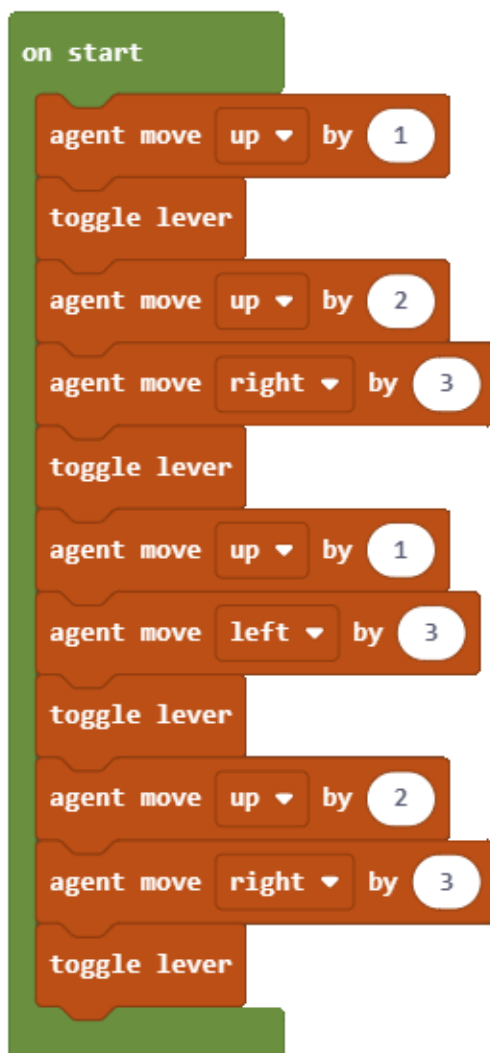 on start
agent move up by 1
toggle lever
agent move up by 2
agent move right by 3
toggle lever
agent move up by 1
agent move left by 3
toggle lever
agent move up by 2
agent move right by 3
toggle lever